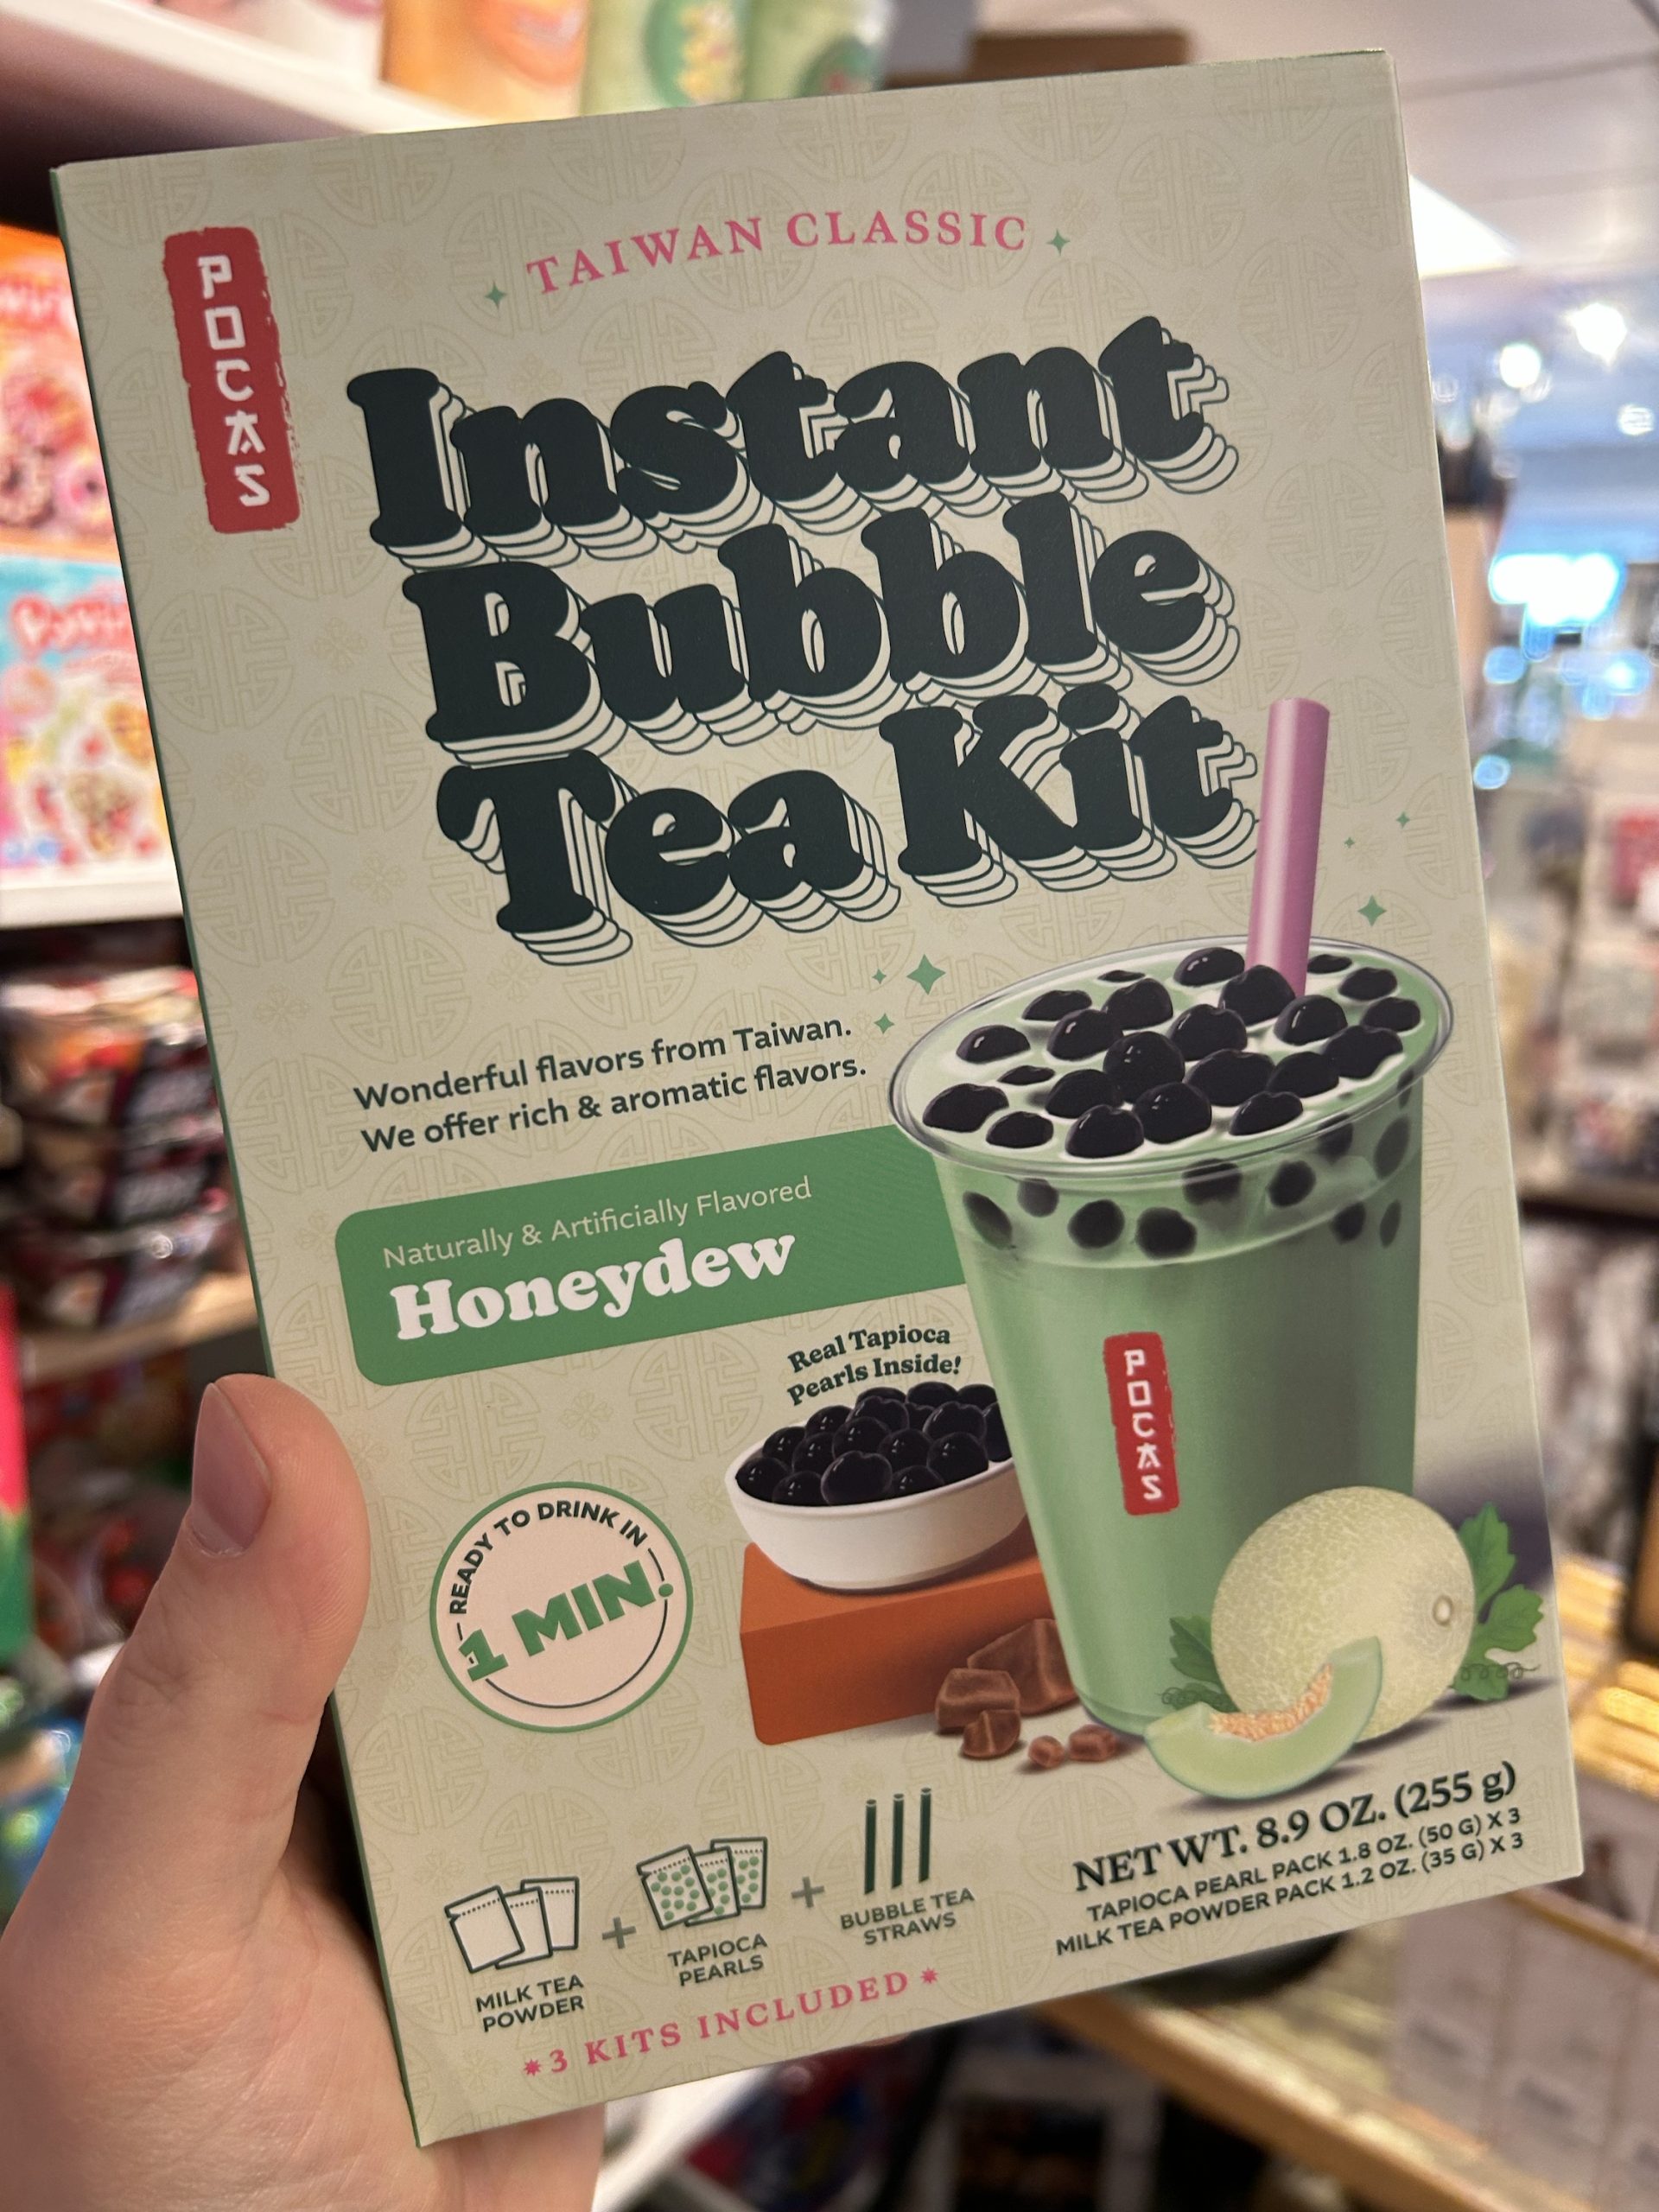 POCAS
TAIWAN CLASSIC
Instant
Bubble
Tea Kit
Wonderful flavors from Taiwan.
We offer rich & aromatic flavors.
Naturally & Artificially Flavored
Honeydew
Real Tapioca
Pearls Inside!
POCAS
READY TO DRINK IN
1 MIN.
MILK TEA
POWDER
+
TAPIOCA
PEARLS
+
BUBBLE TEA
STRAWS
*3 KITS INCLUDED*
NET WT. 8.9 OZ. (255 g)
TAPIOCA PEARL PACK 1.8 OZ. (50 G) X 3
MILK TEA POWDER PACK 1.2 OZ. (35 G) X 3